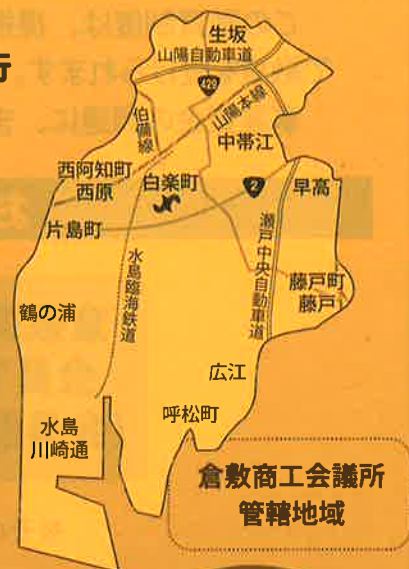 行
生坂
山陽自動車道
429
山陽本線
伯備線
中帯江
西阿知町
西原
白楽町
2
早高
片島町
水島臨海鉄道
瀬戸中央自動車道
藤戸町
藤戸
鶴の浦
広江
水島
川崎通
呼松町
倉敷商工会議所
管轄地域